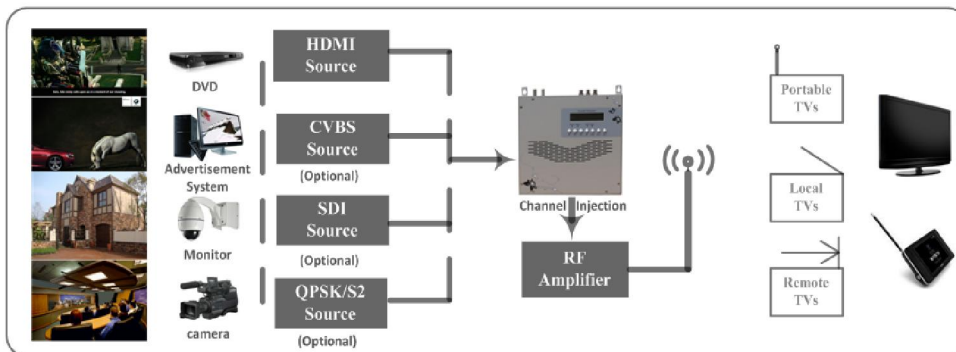 DVD
Advertisement
System
Monitor
camera
HDMI
Source
CVBS
Source
(Optional)
SDI
Source
(Optional)
QPSK/S2
Source
(Optional)
Channel Injection
RF
Amplifier
Portable
TVs
Local
TVs
Remote
TVs